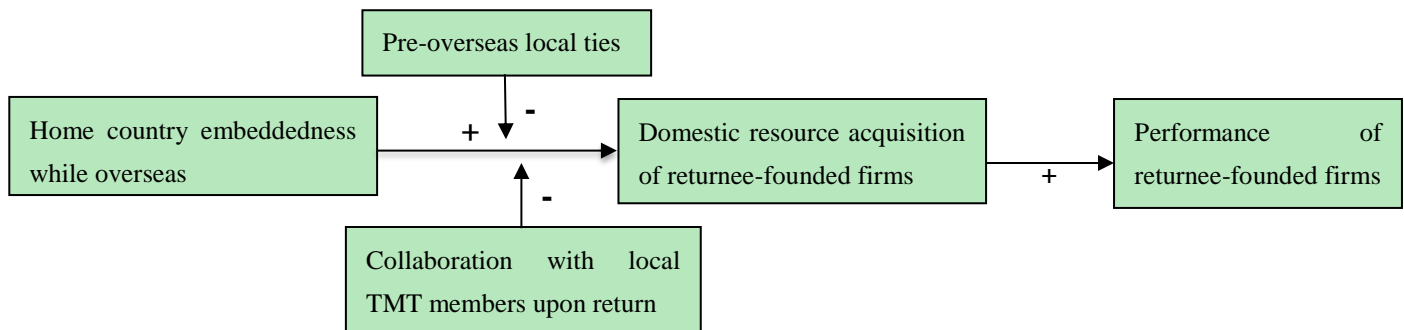 Pre-overseas local ties
-
+
Home country embeddedness
while overseas
Domestic resource acquisition
of returnee-founded firms
Performance of
returnee-founded firms
+
-
Collaboration with local
TMT members upon return